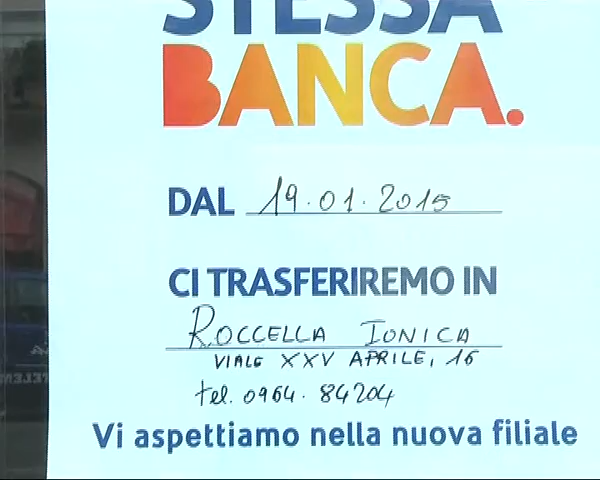 STESSA
BANCA.
DAL 19.01.2015
CI TRASFERIREMO IN
ROCCELLA IONICA
VIALE XXV APRILE, 16
tel. 0964. 84204
Vi aspettiamo nella nuova filiale